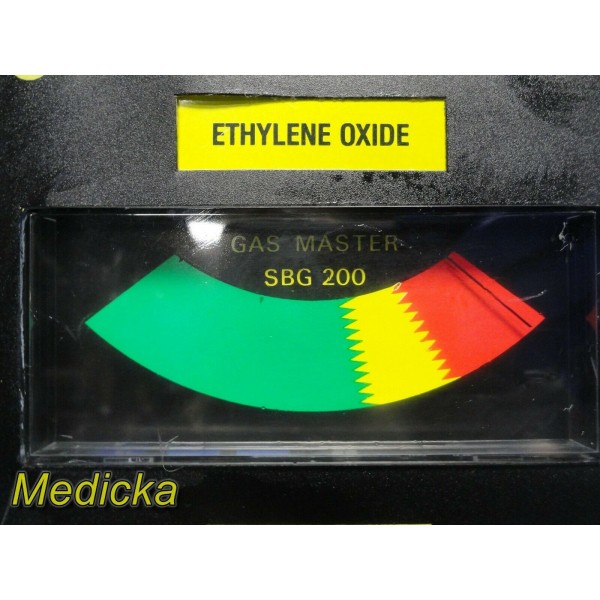 ETHYLENE OXIDE
GAS MASTER
SBG 200
Medicka